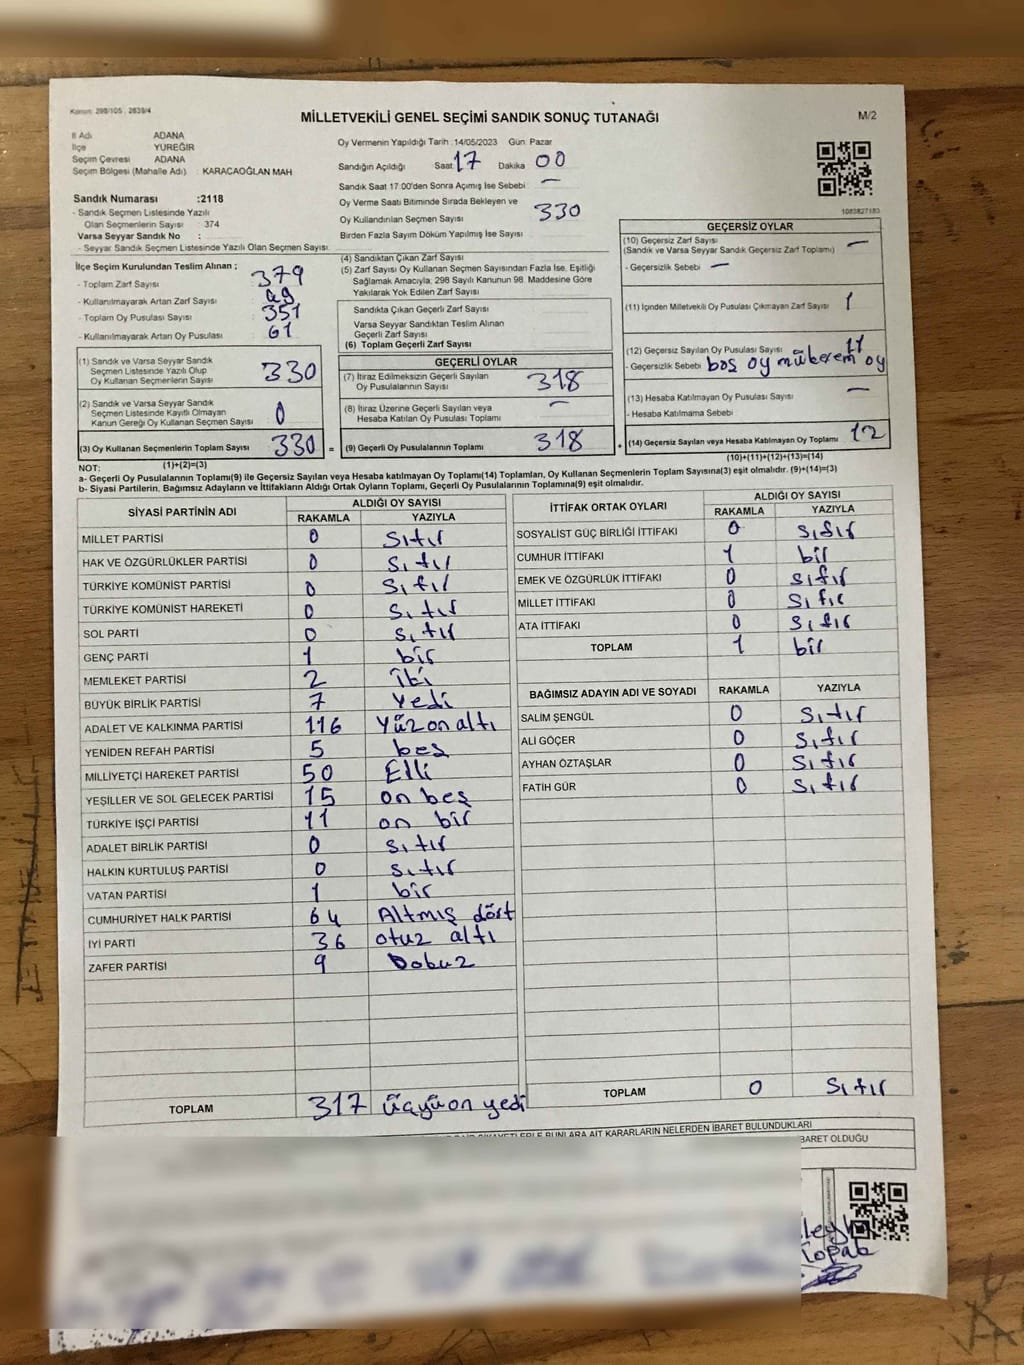 Kanun: 298/105 , 2839/4
MİLLETVEKİLİ GENEL SEÇİMİ SANDIK SONUÇ TUTANAĞI
M/2
İl Adı ADANA
İlçe YÜREĞİR
Seçim Çevresi ADANA
Seçim Bölgesi (Mahalle Adı) : KARACAOĞLAN MAH
Sandık Numarası :2118
- Sandık Seçmen Listesinde Yazılı
Olan Seçmenlerin Sayısı : 374
Varsa Seyyar Sandık No :
- Seyyar Sandık Seçmen Listesinde Yazılı Olan Seçmen Sayısı:
Oy Vermenin Yapıldığı Tarih :14/05/2023 Gün: Pazar
Sandığın Açıldığı Saat 17 Dakika 00
Sandık Saat 17.00'den Sonra Açılmış İse Sebebi : —
Oy Verme Saati Bitiminde Sırada Bekleyen ve
Oy Kullandırılan Seçmen Sayısı 330
Birden Fazla Sayım Döküm Yapılmış İse Sayısı :
1083827183
İlçe Seçim Kurulundan Teslim Alınan ;
- Toplam Zarf Sayısı : 379
- Kullanılmayarak Artan Zarf Sayısı :
- Toplam Oy Pusulası Sayısı : 351
- Kullanılmayarak Artan Oy Pusulası : 61
(1) Sandık ve Varsa Seyyar Sandık
Seçmen Listesinde Yazılı Olup
Oy Kullanan Seçmenlerin Sayısı 330
(2) Sandık ve Varsa Seyyar Sandık
Seçmen Listesinde Kayıtlı Olmayan
Kanun Gereği Oy Kullanan Seçmen Sayısı 0
(3) Oy Kullanan Seçmenlerin Toplam Sayısı 330 =
(1)+(2)=(3)
(4) Sandıktan Çıkan Zarf Sayısı :
(5) Zarf Sayısı Oy Kullanan Seçmen Sayısından Fazla İse, Eşitliği
Sağlamak Amacıyla, 298 Sayılı Kanunun 98. Maddesine Göre
Yakılarak Yok Edilen Zarf Sayısı
Sandıkta Çıkan Geçerli Zarf Sayısı
Varsa Seyyar Sandıktan Teslim Alınan
Geçerli Zarf Sayısı
(6) Toplam Geçerli Zarf Sayısı
GEÇERLİ OYLAR
(7) İtiraz Edilmeksizin Geçerli Sayılan
Oy Pusulalarının Sayısı : 318
(8) İtiraz Üzerine Geçerli Sayılan veya
Hesaba Katılan Oy Pusulası Toplamı —
(9) Geçerli Oy Pusulalarının Toplamı 318 +
GEÇERSİZ OYLAR
(10) Geçersiz Zarf Sayısı
(Sandık ve Varsa Seyyar Sandık Geçersiz Zarf Toplamı) : —
- Geçersizlik Sebebi : —
(11) İçinden Milletvekili Oy Pusulası Çıkmayan Zarf Sayısı : 1
(12) Geçersiz Sayılan Oy Pusulası Sayısı : 11
- Geçersizlik Sebebi : boş oy müberem oy
(13) Hesaba Katılmayan Oy Pusulası Sayısı : —
- Hesaba Katılmama Sebebi
(14) Geçersiz Sayılan veya Hesaba Katılmayan Oy Toplamı 12
(10)+(11)+(12)+(13)=(14)
NOT:
a- Geçerli Oy Pusulalarının Toplamı(9) ile Geçersiz Sayılan veya Hesaba katılmayan Oy Toplamı(14) Toplamları, Oy Kullanan Seçmenlerin Toplam Sayısına(3) eşit olmalıdır. (9)+(14)=(3)
b- Siyasi Partilerin, Bağımsız Adayların ve İttifakların Aldığı Ortak Oyların Toplamı, Geçerli Oy Pusulalarının Toplamına(9) eşit olmalıdır.
SİYASİ PARTİNİN ADI ALDIĞI OY SAYISI
RAKAMLA YAZIYLA
MİLLET PARTİSİ 0 Sıfır
HAK VE ÖZGÜRLÜKLER PARTİSİ 0 Sıfır
TÜRKİYE KOMÜNİST PARTİSİ 0 Sıfır
TÜRKİYE KOMÜNİST HAREKETİ 0 Sıfır
SOL PARTİ 0 Sıfır
GENÇ PARTİ 1 bir
MEMLEKET PARTİSİ 2 iki
BÜYÜK BİRLİK PARTİSİ 7 Yedi
ADALET VE KALKINMA PARTİSİ 116 Yüz on altı
YENİDEN REFAH PARTİSİ 5 beş
MİLLİYETÇİ HAREKET PARTİSİ 50 Elli
YEŞİLLER VE SOL GELECEK PARTİSİ 15 on beş
TÜRKİYE İŞÇİ PARTİSİ 11 on bir
ADALET BİRLİK PARTİSİ 0 Sıfır
HALKIN KURTULUŞ PARTİSİ 0 Sıfır
VATAN PARTİSİ 1 bir
CUMHURİYET HALK PARTİSİ 64 Altmış dört
İYİ PARTİ 36 otuz altı
ZAFER PARTİSİ 9 Dokuz
TOPLAM 317 üçyüon yedi
İTTİFAK ORTAK OYLARI ALDIĞI OY SAYISI
RAKAMLA YAZIYLA
SOSYALİST GÜÇ BİRLİĞİ İTTİFAKI 0 Sıfır
CUMHUR İTTİFAKI 1 bir
EMEK VE ÖZGÜRLÜK İTTİFAKI 0 Sıfır
MİLLET İTTİFAKI 0 Sıfır
ATA İTTİFAKI 0 Sıfır
TOPLAM 1 bir
BAĞIMSIZ ADAYIN ADI VE SOYADI RAKAMLA YAZIYLA
SALİM ŞENGÜL 0 Sıfır
ALİ GÖÇER 0 Sıfır
AYHAN ÖZTAŞLAR 0 Sıfır
FATİH GÜR 0 Sıfır
TOPLAM 0 Sıfır
BUNLARA AİT KARARLARIN NELERDEN İBARET BULUNDUKLARI
BARET OLDUĞU